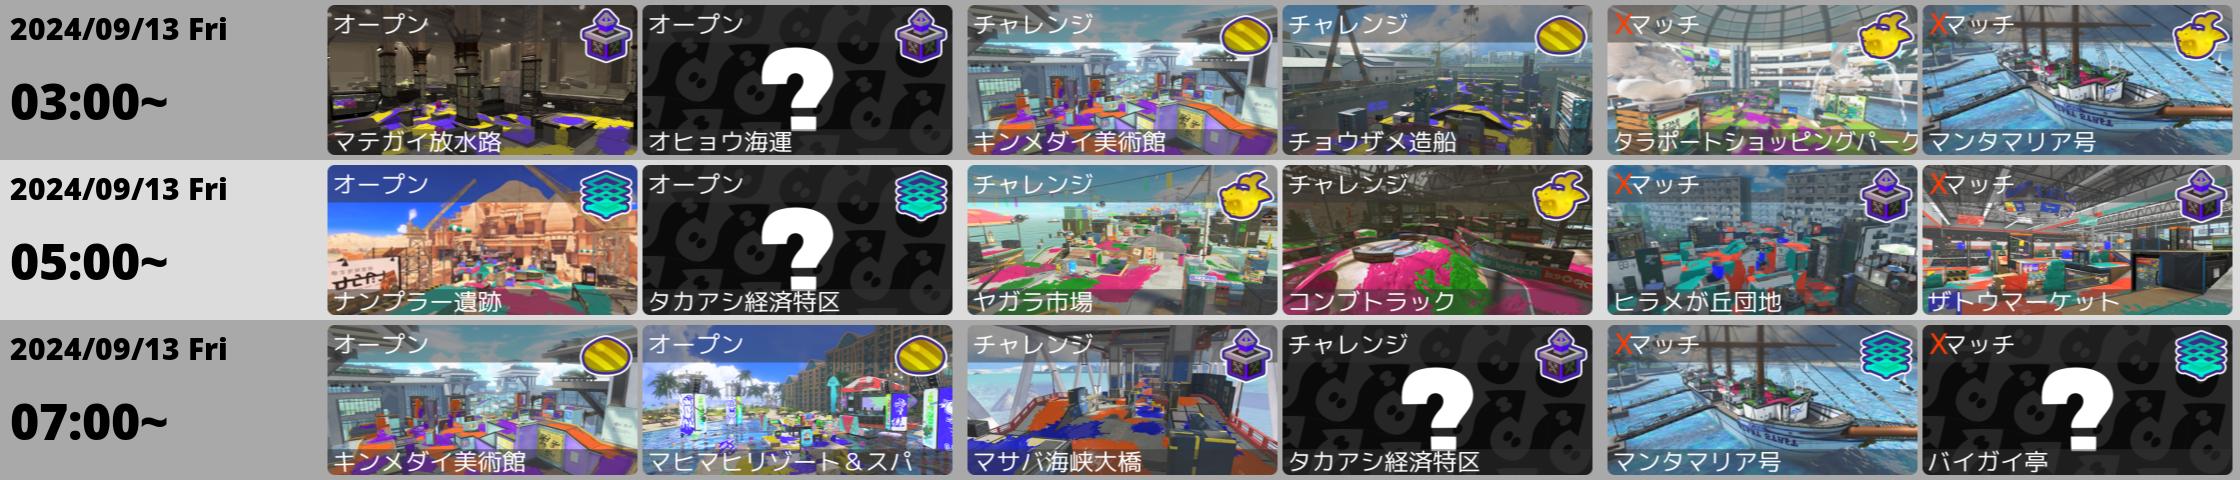 2024/09/13 Fri
03:00~
オープン
マテガイ放水路
オープン
?
オヒョウ海運
チャレンジ
キンメダイ美術館
チャレンジ
チョウザメ造船
Xマッチ
タラポートショッピングパーク
Xマッチ
マンタマリア号
2024/09/13 Fri
05:00~
オープン
ナンプラー遺跡
オープン
?
タカアシ経済特区
チャレンジ
ヤガラ市場
チャレンジ
コンブトラック
Xマッチ
ヒラメが丘団地
Xマッチ
ザトウマーケット
2024/09/13 Fri
07:00~
オープン
キンメダイ美術館
オープン
マヒマヒリゾート&スパ
チャレンジ
マサバ海峡大橋
チャレンジ
?
タカアシ経済特区
Xマッチ
マンタマリア号
Xマッチ
?
バイガイ亭